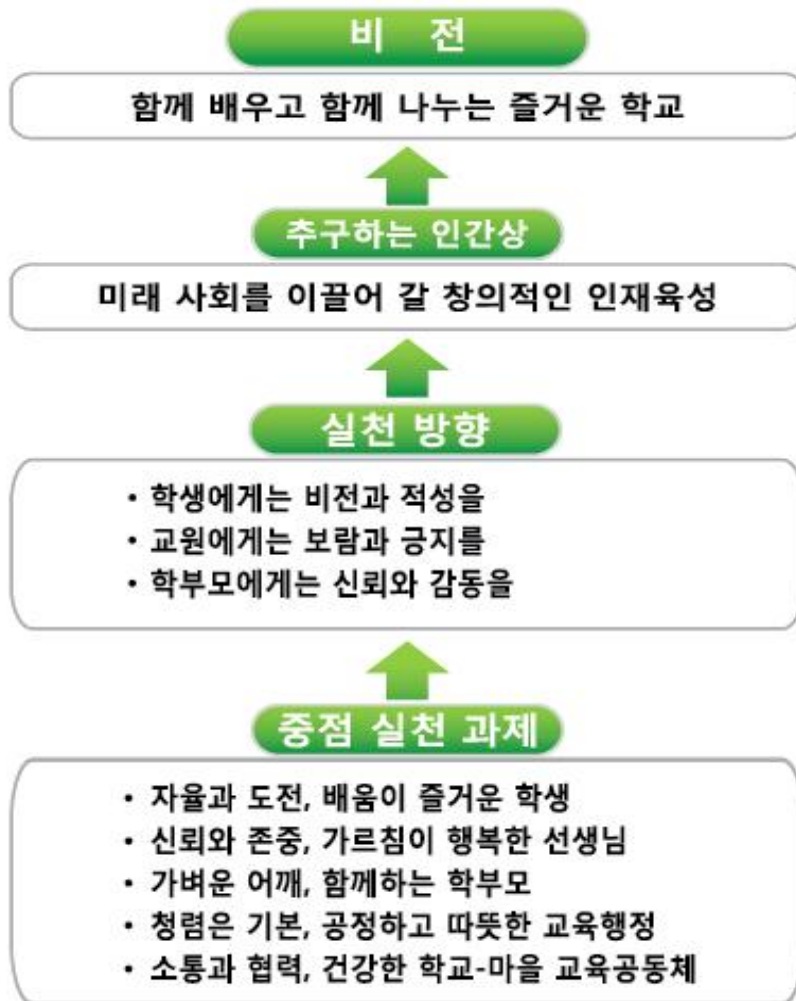 비 전
함께 배우고 함께 나누는 즐거운 학교
추구하는 인간상
미래 사회를 이끌어 갈 창의적인 인재육성
실천 방향
• 학생에게는 비전과 적성을
• 교원에게는 보람과 긍지를
• 학부모에게는 신뢰와 감동을
중점 실천 과제
• 자율과 도전, 배움이 즐거운 학생
• 신뢰와 존중, 가르침이 행복한 선생님
• 가벼운 어깨, 함께하는 학부모
• 청렴은 기본, 공정하고 따뜻한 교육행정
• 소통과 협력, 건강한 학교-마을 교육공동체